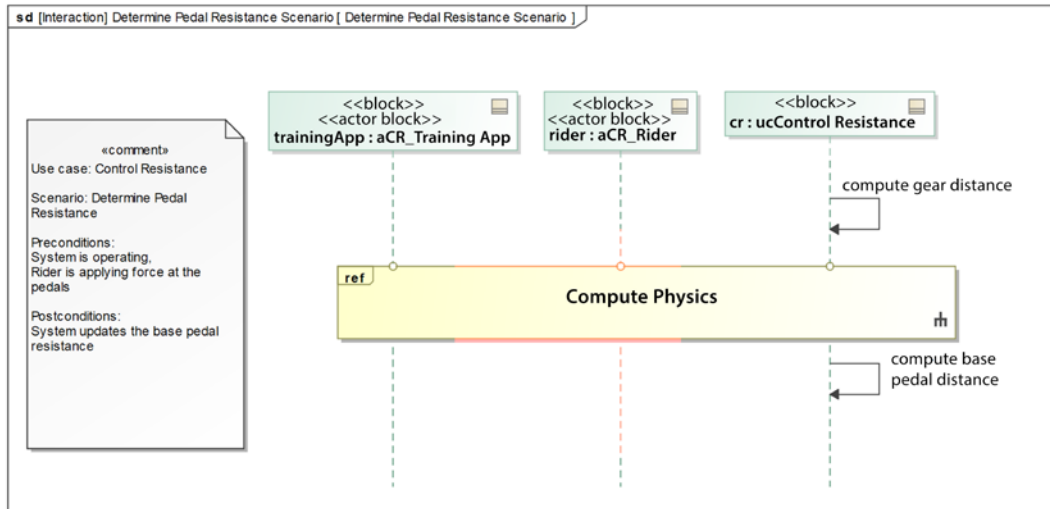 sd [Interaction] Determine Pedal Resistance Scenario [ Determine Pedal Resistance Scenario ]
«comment»
Use case: Control Resistance
Scenario: Determine Pedal
Resistance
Preconditions:
System is operating,
Rider is applying force at the
pedals
Postconditions:
System updates the base pedal
resistance
<<block>>
<<actor block>>
trainingApp : aCR_Training App
<<block>>
<<actor block>>
rider : aCR_Rider
<<block>>
cr : ucControl Resistance
compute gear distance
ref
Compute Physics
compute base
pedal distance